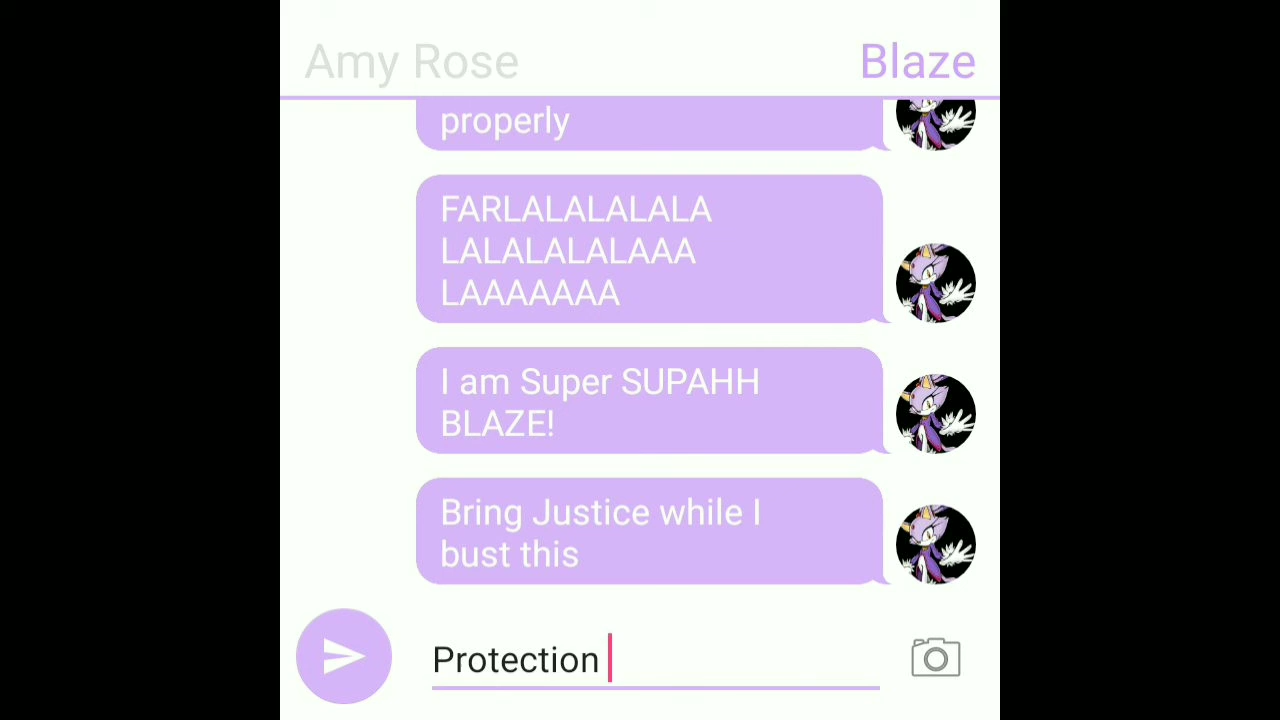 Amy Rose
Blaze
properly
FARLALALALALA
LALALALALAAA
LAAAAAAA
I am Super SUPAHH
BLAZE!
Bring Justice while I
bust this
Protection